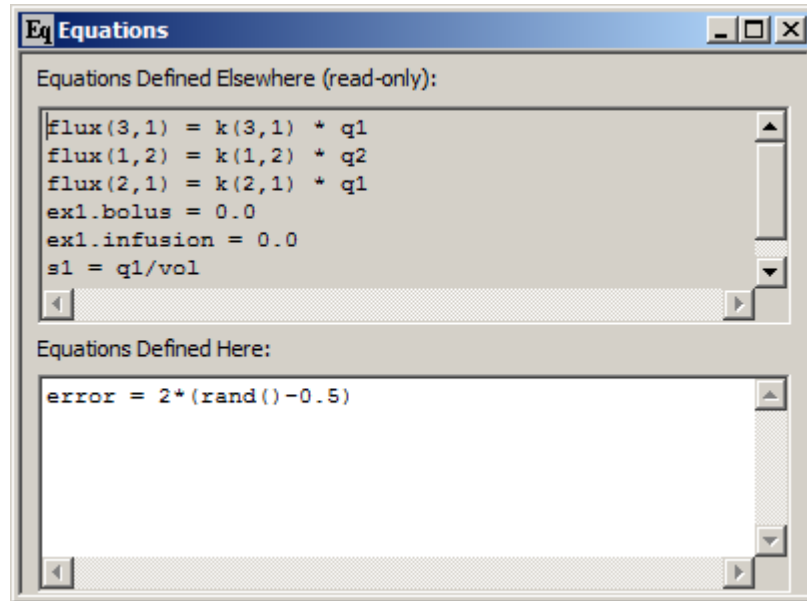 Eq Equations
Equations Defined Elsewhere (read-only):
flux(3,1) = k(3,1) * q1
flux(1,2) = k(1,2) * q2
flux(2,1) = k(2,1) * q1
ex1.bolus = 0.0
ex1.infusion = 0.0
s1 = q1/vol
Equations Defined Here:
error = 2*(rand()-0.5)